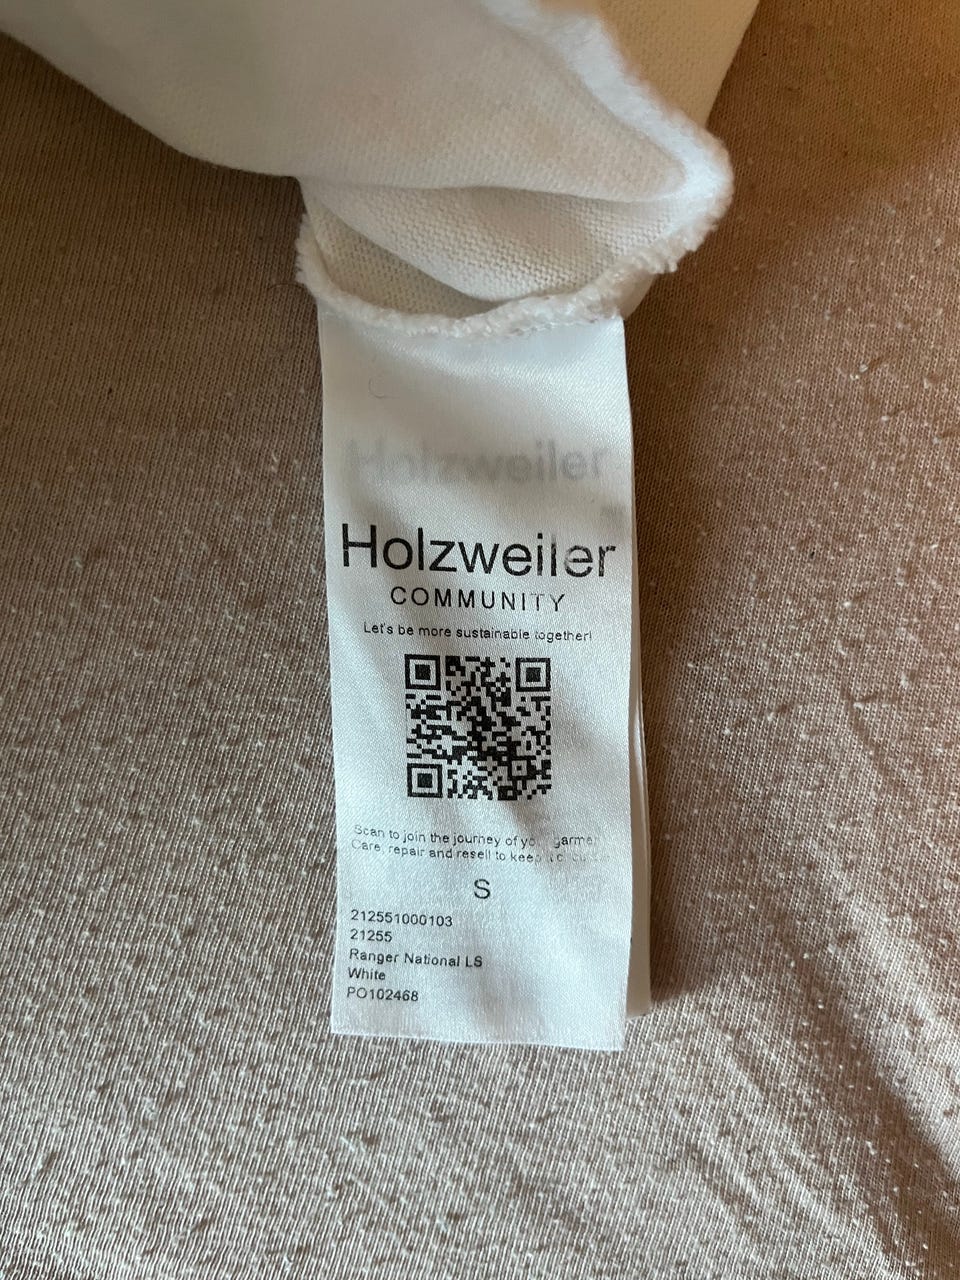 Holzweiler
Holzweiler
COMMUNITY
Let's be more sustainable together!
Scan to join the journey of
Care, repair and resell to keep
S
212551000103
21255
Ranger National LS
White
PO102468